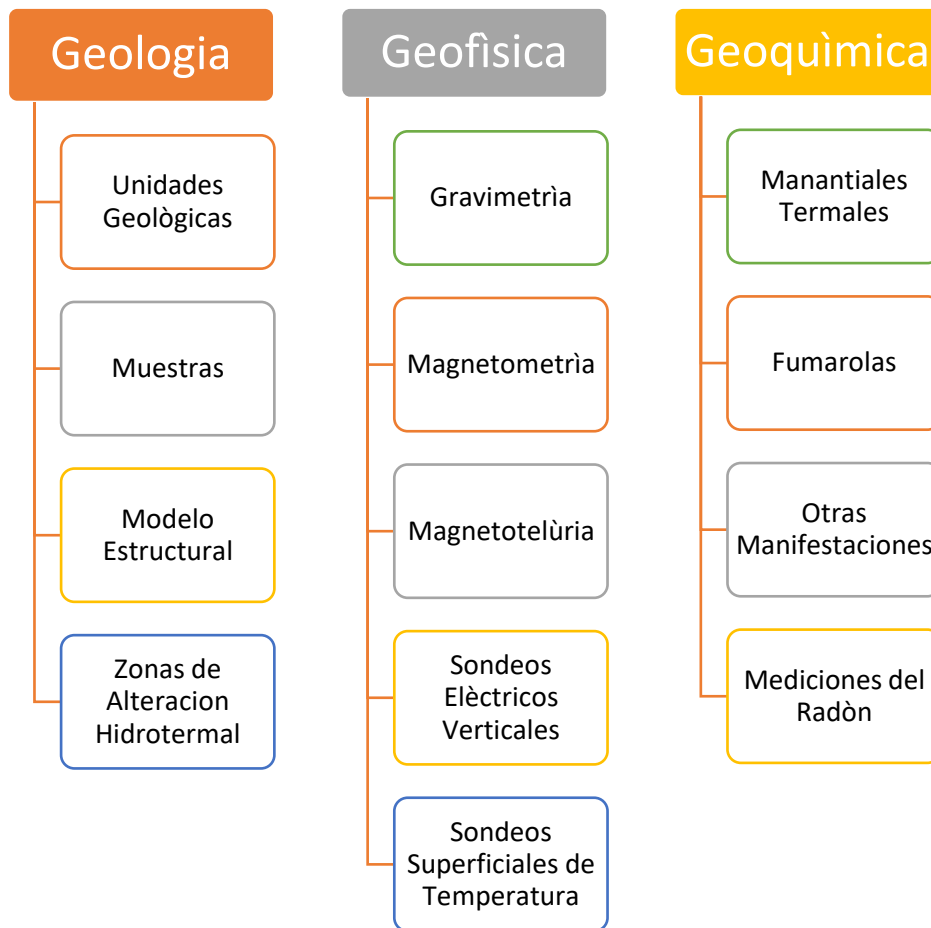 Geologia
Unidades
Geològicas
Muestras
Modelo
Estructural
Zonas de
Alteracion
Hidrotermal
Geofìsica
Gravimetrìa
Magnetometrìa
Magnetotelùria
Sondeos
Elèctricos
Verticales
Sondeos
Superficiales de
Temperatura
Geoquìmica
Manantiales
Termales
Fumarolas
Otras
Manifestaciones
Mediciones del
Radòn